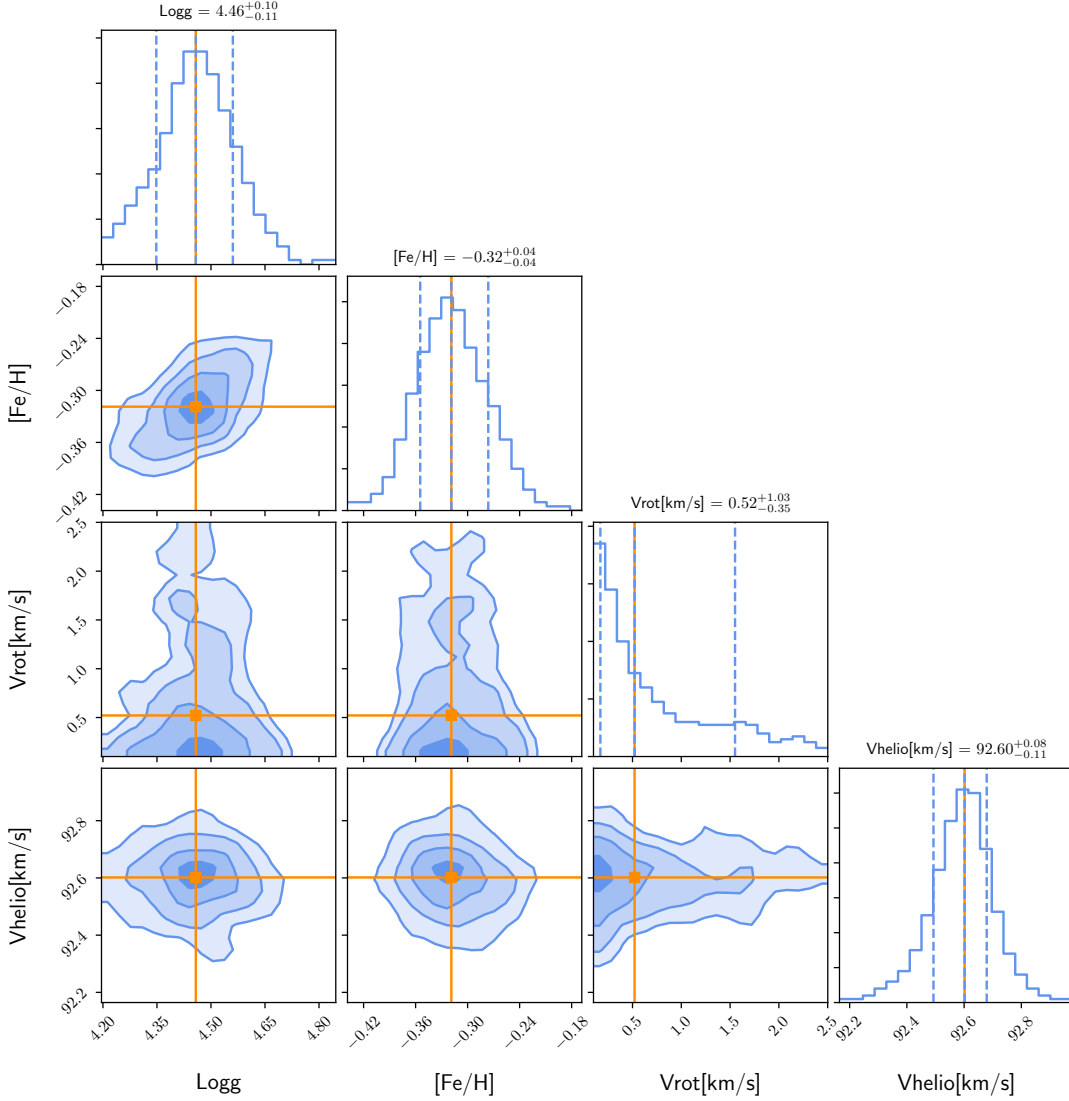 Logg = 4.46+0.10−0.11
[Fe/H] = −0.32+0.04−0.04
−0.18
−0.24
−0.30
−0.36
−0.42
[Fe/H]
Vrot[km/s] = 0.52+1.03−0.35
2.5
2.0
1.5
1.0
0.5
Vrot[km/s]
Vhelio[km/s] = 92.60+0.08−0.11
92.8
92.6
92.4
92.2
Vhelio[km/s]
4.20 4.35 4.50 4.65 4.80 −0.42 −0.36 −0.30 −0.24 −0.18 0.5 1.0 1.5 2.0 2.5 92.2 92.4 92.6 92.8
Logg [Fe/H] Vrot[km/s] Vhelio[km/s]